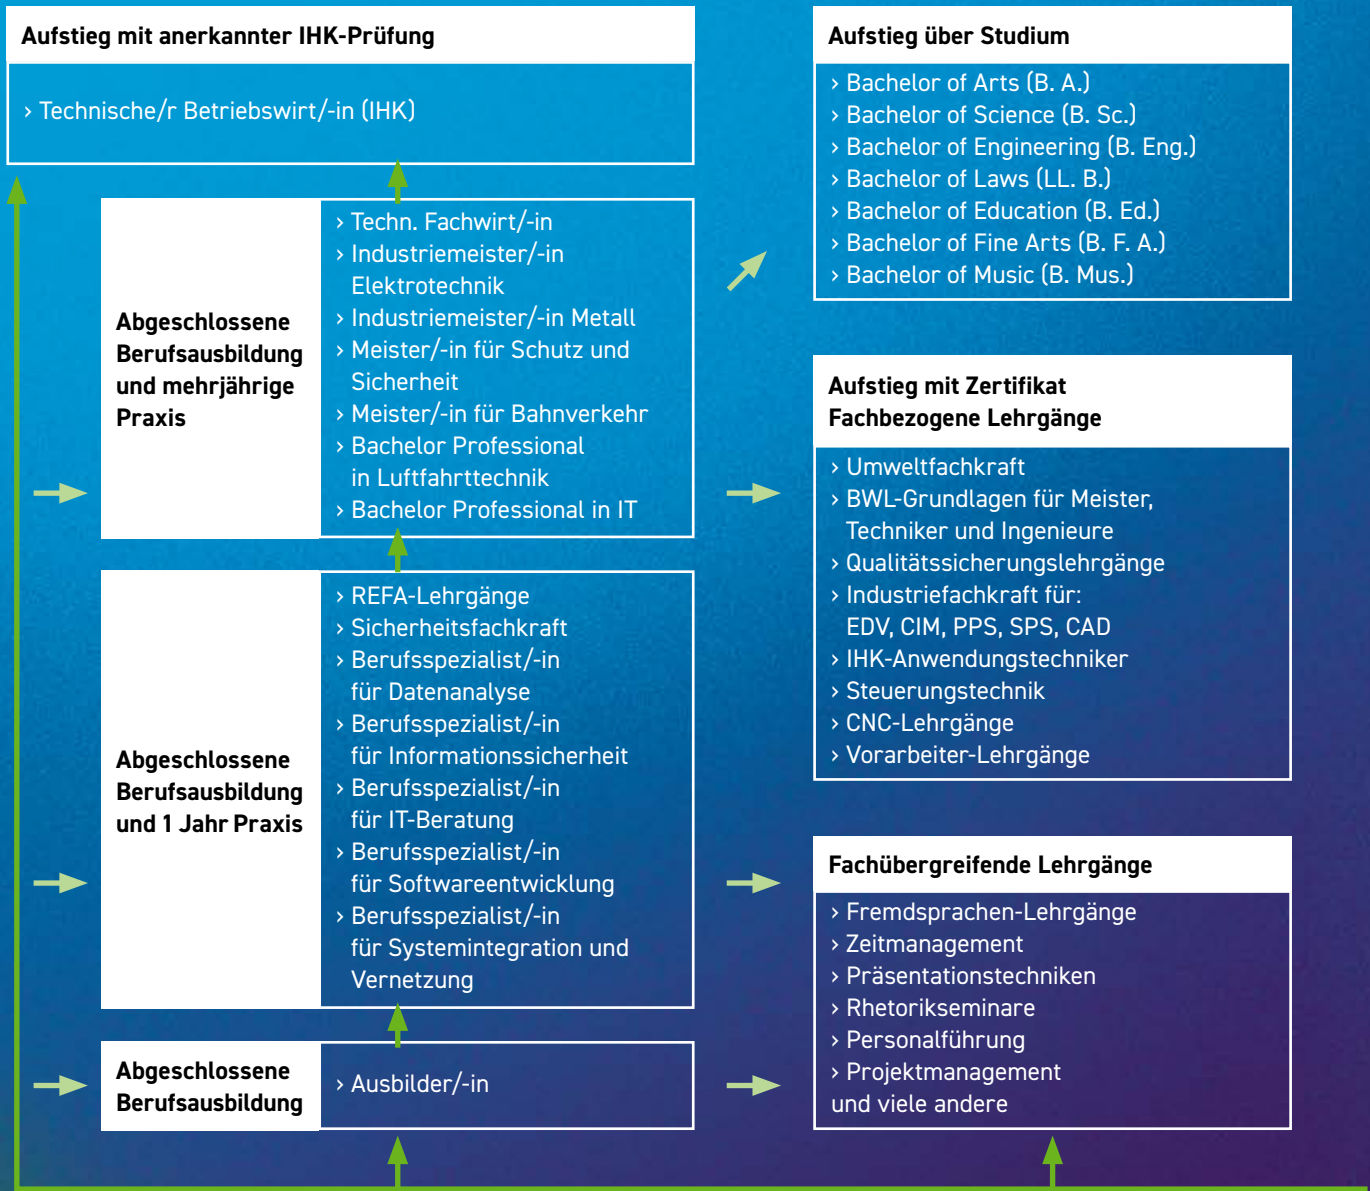 Aufstieg mit anerkannter IHK-Prüfung
› Technische/r Betriebswirt/-in (IHK)
Abgeschlossene
Berufsausbildung
und mehrjährige
Praxis
› Techn. Fachwirt/-in
› Industriemeister/-in
Elektrotechnik
› Industriemeister/-in Metall
› Meister/-in für Schutz und
Sicherheit
› Meister/-in für Bahnverkehr
› Bachelor Professional
in Luftfahrttechnik
› Bachelor Professional in IT
Abgeschlossene
Berufsausbildung
und 1 Jahr Praxis
› REFA-Lehrgänge
› Sicherheitsfachkraft
› Berufsspezialist/-in
für Datenanalyse
› Berufsspezialist/-in
für Informationssicherheit
› Berufsspezialist/-in
für IT-Beratung
› Berufsspezialist/-in
für Softwareentwicklung
› Berufsspezialist/-in
für Systemintegration und
Vernetzung
Abgeschlossene
Berufsausbildung
› Ausbilder/-in
Aufstieg über Studium
› Bachelor of Arts (B. A.)
› Bachelor of Science (B. Sc.)
› Bachelor of Engineering (B. Eng.)
› Bachelor of Laws (LL. B.)
› Bachelor of Education (B. Ed.)
› Bachelor of Fine Arts (B. F. A.)
› Bachelor of Music (B. Mus.)
Aufstieg mit Zertifikat
Fachbezogene Lehrgänge
› Umweltfachkraft
› BWL-Grundlagen für Meister,
Techniker und Ingenieure
› Qualitätssicherungslehrgänge
› Industriefachkraft für:
EDV, CIM, PPS, SPS, CAD
› IHK-Anwendungstechniker
› Steuerungstechnik
› CNC-Lehrgänge
› Vorarbeiter-Lehrgänge
Fachübergreifende Lehrgänge
› Fremdsprachen-Lehrgänge
› Zeitmanagement
› Präsentationstechniken
› Rhetorikseminare
› Personalführung
› Projektmanagement
und viele andere